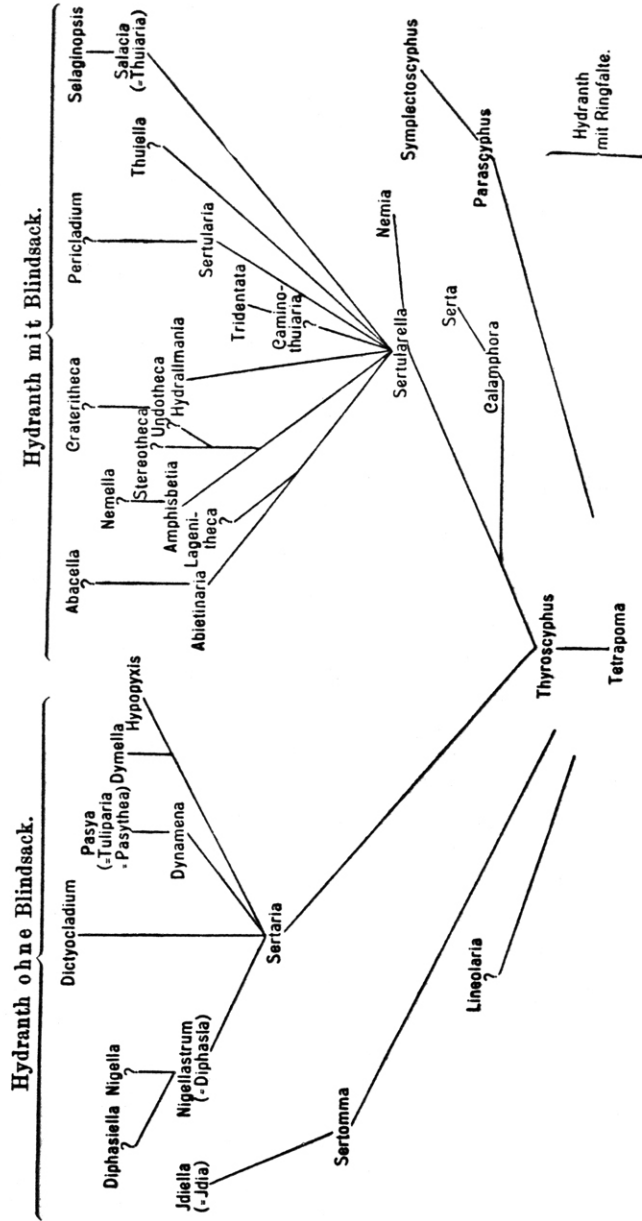 Hydranth ohne Blindsack.
Hydranth mit Blindsack.
Dictyocladium
Pasya
(=Tuliparia
= Pasythea)
Dymella
Hypopyxis
Dynamena
Diphasiella
?
Nigella
?
Nigellastrum
(=Diphasia)
Sertaria
Jdiella
(=Jdia)
Sertomma
Lineolaria
?
Abacella
?
Abietinaria
Nemella
?
Amphisbetia
Lageni-
theca
?
Crateritheca
?
Stereotheca
?
Undotheca
?
Hydrallmania
Pericladium
?
Sertularia
Tridentata
Camino-
thuiaria
?
Thuiella
?
Selaginopsis
Salacia
(=Thuiaria)
Sertularella
Nemia
Serta
Calamphora
Symplectoscyphus
Parascyphus
Hydranth
mit Ringfalte.
Thyroscyphus
Tetrapoma